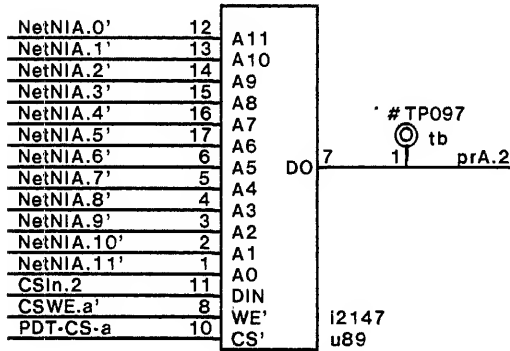 NetNIA.0' 12 A11
NetNIA.1' 13 A10
NetNIA.2' 14 A9
NetNIA.3' 15 A8
NetNIA.4' 16 A7
NetNIA.5' 17 A6
NetNIA.6' 6 A5
NetNIA.7' 5 A4
NetNIA.8' 4 A3
NetNIA.9' 3 A2
NetNIA.10' 2 A1
NetNIA.11' 1 A0
CSIn.2 11 DIN
CSWE.a' 8 WE'
PDT-CS-a 10 CS'
DO 7
#TP097
tb
1 prA.2
i2147
u89